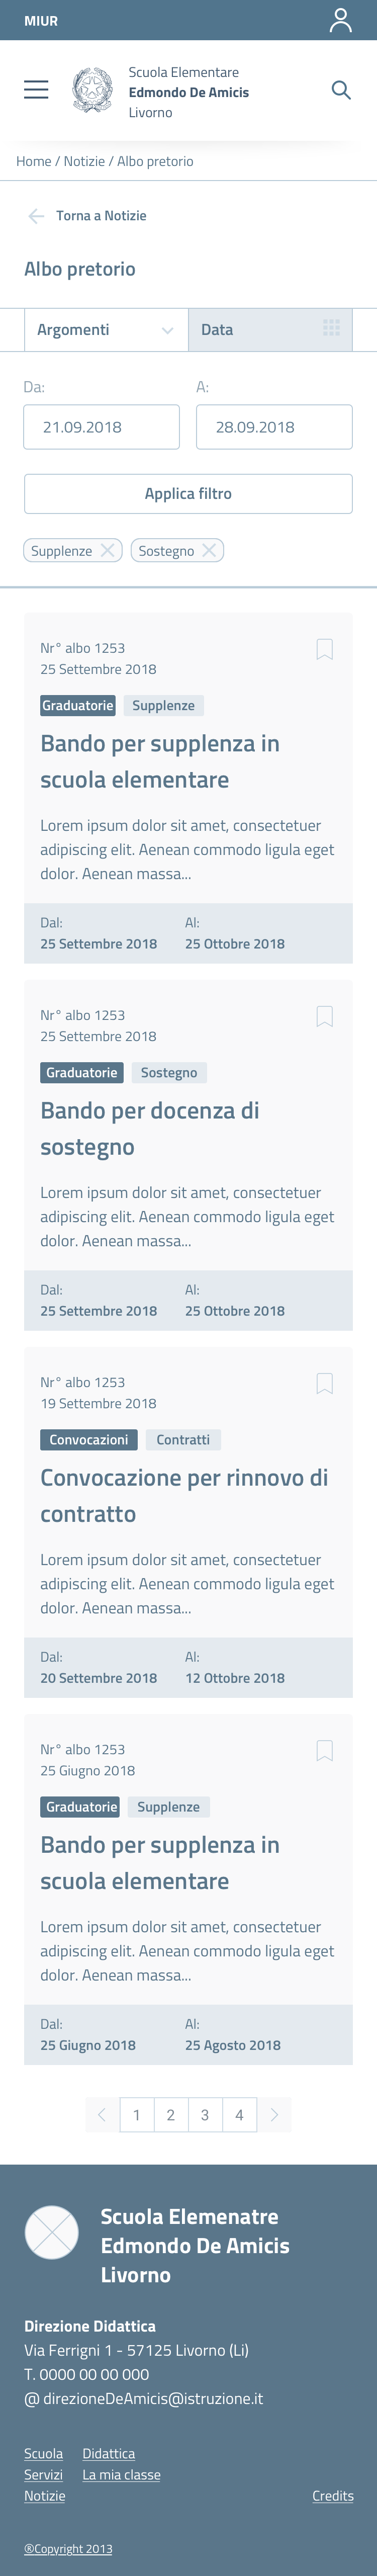 MIUR
Scuola Elementare
Edmondo De Amicis
Livorno
Home / Notizie / Albo pretorio
Torna a Notizie
Albo pretorio
Argomenti
Data
Da:
A:
21.09.2018
28.09.2018
Applica filtro
Supplenze
Sostegno
Nr° albo 1253
25 Settembre 2018
Graduatorie
Supplenze
Bando per supplenza in
scuola elementare
Lorem ipsum dolor sit amet, consectetuer
adipiscing elit. Aenean commodo ligula eget
dolor. Aenean massa...
Dal:
Al:
25 Settembre 2018
25 Ottobre 2018
Nr° albo 1253
25 Settembre 2018
Graduatorie
Sostegno
Bando per docenza di
sostegno
Lorem ipsum dolor sit amet, consectetuer
adipiscing elit. Aenean commodo ligula eget
dolor. Aenean massa...
Dal:
Al:
25 Settembre 2018
25 Ottobre 2018
Nr° albo 1253
19 Settembre 2018
Convocazioni
Contratti
Convocazione per rinnovo di
contratto
Lorem ipsum dolor sit amet, consectetuer
adipiscing elit. Aenean commodo ligula eget
dolor. Aenean massa...
Dal:
Al:
20 Settembre 2018
12 Ottobre 2018
Nr° albo 1253
25 Giugno 2018
Graduatorie
Supplenze
Bando per supplenza in
scuola elementare
Lorem ipsum dolor sit amet, consectetuer
adipiscing elit. Aenean commodo ligula eget
dolor. Aenean massa...
Dal:
Al:
25 Giugno 2018
25 Agosto 2018
1 2 3 4
Scuola Elemenatre
Edmondo De Amicis
Livorno
Direzione Didattica
Via Ferrigni 1 - 57125 Livorno (Li)
T. 0000 00 00 000
@ direzioneDeAmicis@istruzione.it
Scuola
Didattica
Servizi
La mia classe
Notizie
Credits
®Copyright 2013